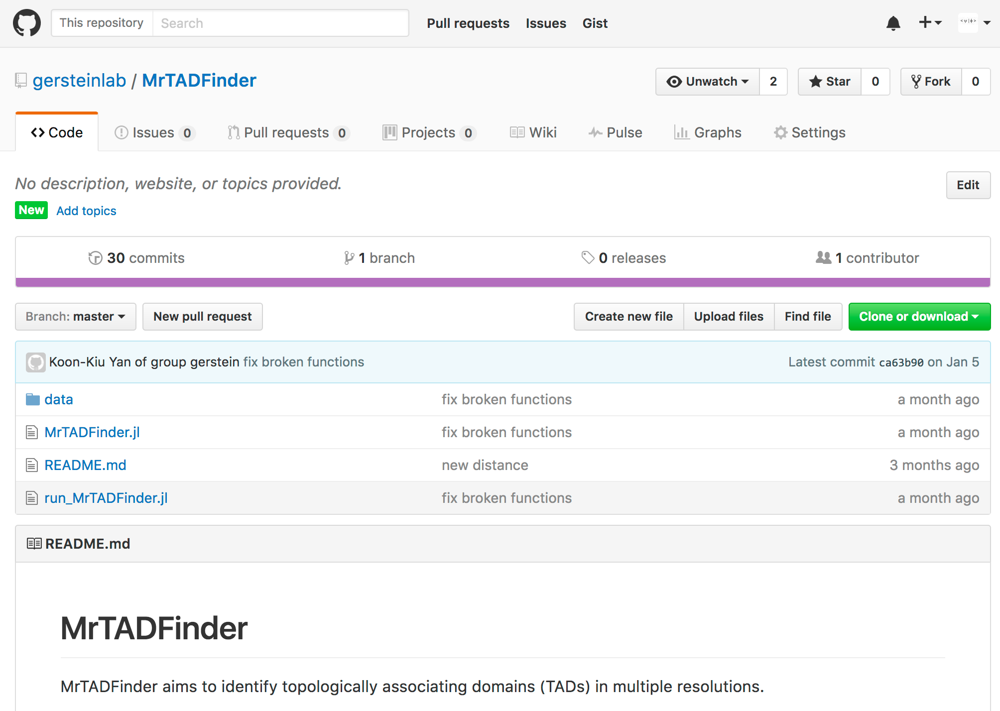 This repository Search Pull requests Issues Gist
gersteinlab / MrTADFinder Unwatch 2 Star 0 Fork 0
Code Issues 0 Pull requests 0 Projects 0 Wiki Pulse Graphs Settings
No description, website, or topics provided. Edit
New Add topics
30 commits 1 branch 0 releases 1 contributor
Branch: master New pull request Create new file Upload files Find file Clone or download
Koon-Kiu Yan of group gerstein fix broken functions Latest commit ca63b90 on Jan 5
data fix broken functions a month ago
MrTADFinder.jl fix broken functions a month ago
README.md new distance 3 months ago
run_MrTADFinder.jl fix broken functions a month ago
README.md
MrTADFinder
MrTADFinder aims to identify topologically associating domains (TADs) in multiple resolutions.